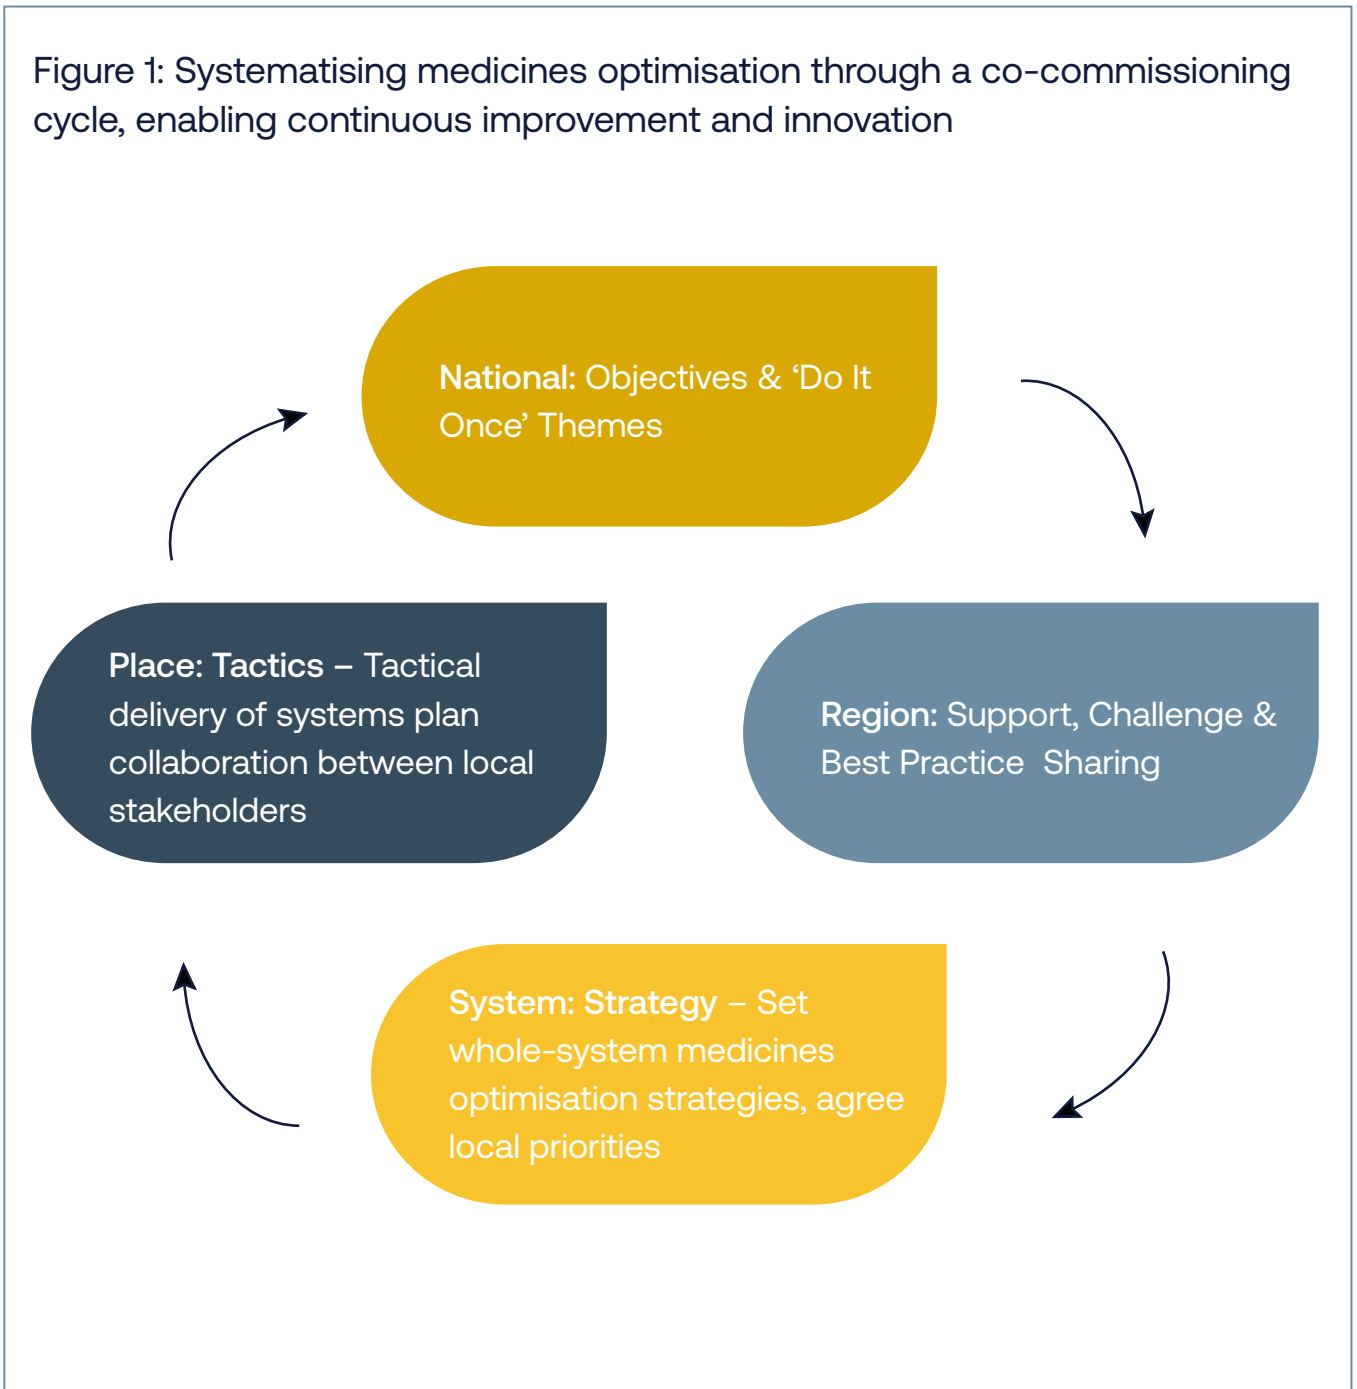 Figure 1: Systematising medicines optimisation through a co-commissioning
cycle, enabling continuous improvement and innovation
National: Objectives & ‘Do It
Once’ Themes
Place: Tactics – Tactical
delivery of systems plan
collaboration between local
stakeholders
Region: Support, Challenge &
Best Practice  Sharing
System: Strategy – Set
whole-system medicines
optimisation strategies, agree
local priorities